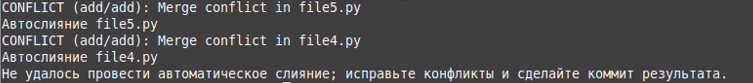 CONFLICT (add/add): Merge conflict in file5.py
Автослияние file5.py
CONFLICT (add/add): Merge conflict in file4.py
Автослияние file4.py
Не удалось провести автоматическое слияние; исправьте конфликты и сделайте коммит результата.